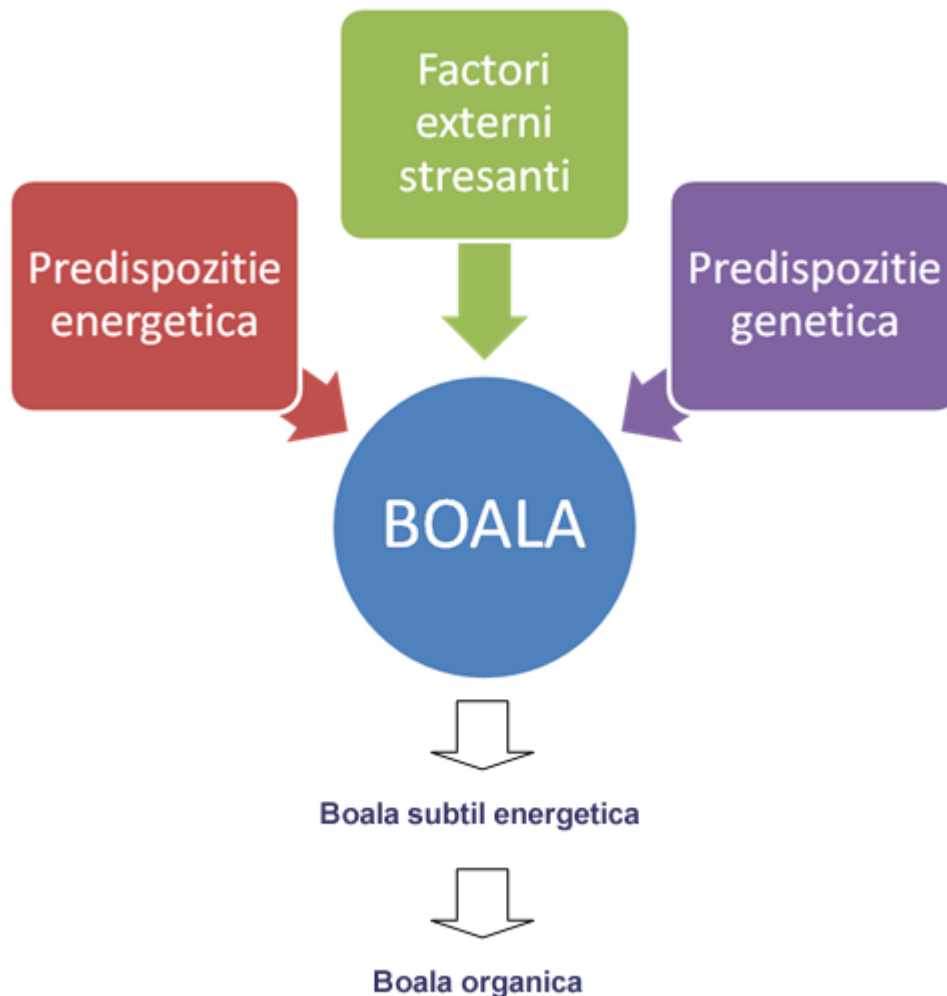 Factori
externi
stresanti
Predispozitie
energetica
Predispozitie
genetica
BOALA
Boala subtil energetica
Boala organica